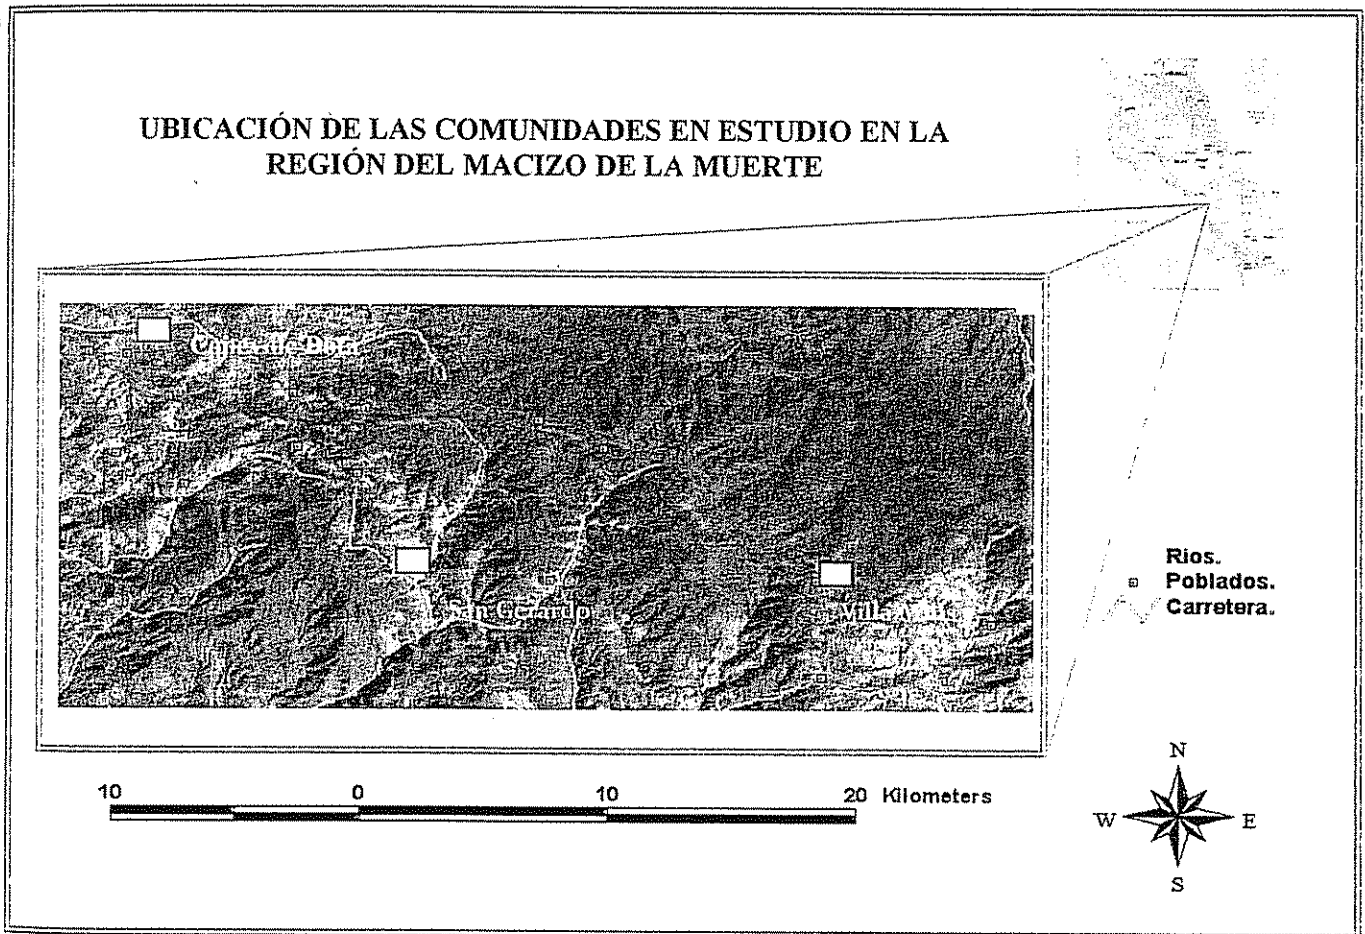 UBICACIÓN DE LAS COMUNIDADES EN ESTUDIO EN LA
REGIÓN DEL MACIZO DE LA MUERTE
San Gerardo
Rios.
Poblados.
Carretera.
10 0 10 20 Kilometers
N
W E
S